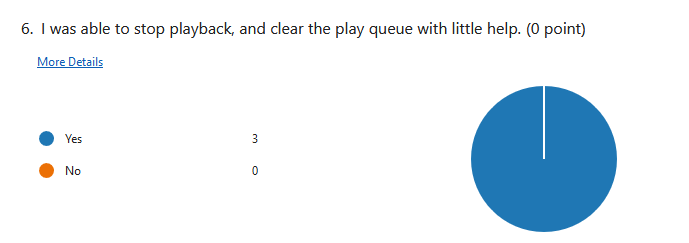 6. I was able to stop playback, and clear the play queue with little help. (0 point)
More Details
Yes 3
No 0